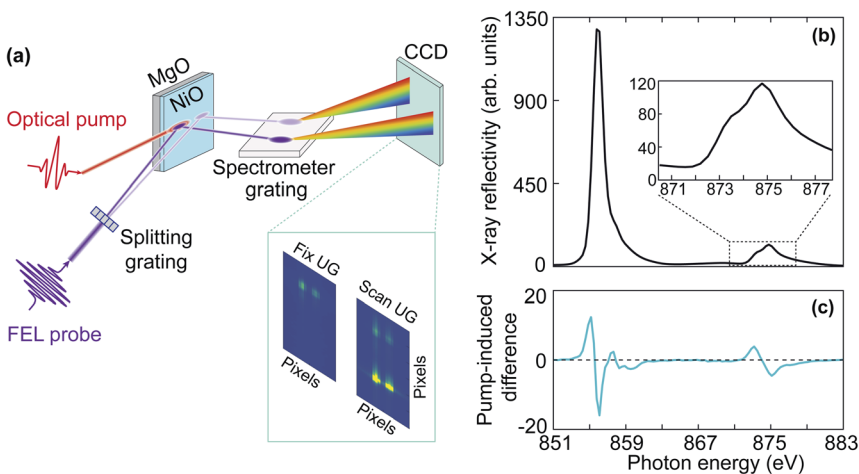 (a)
MgO
NiO
CCD
Optical pump
Spectrometer
grating
Splitting
grating
FEL probe
Fix UG
Scan UG
Pixels
Pixels
Pixels
X-ray reflectivity (arb. units)
1350
900
450
0
(b)
120
80
40
0
871 873 875 877
Pump-induced
difference
20
0
-20
(c)
851 859 867 875 883
Photon energy (eV)